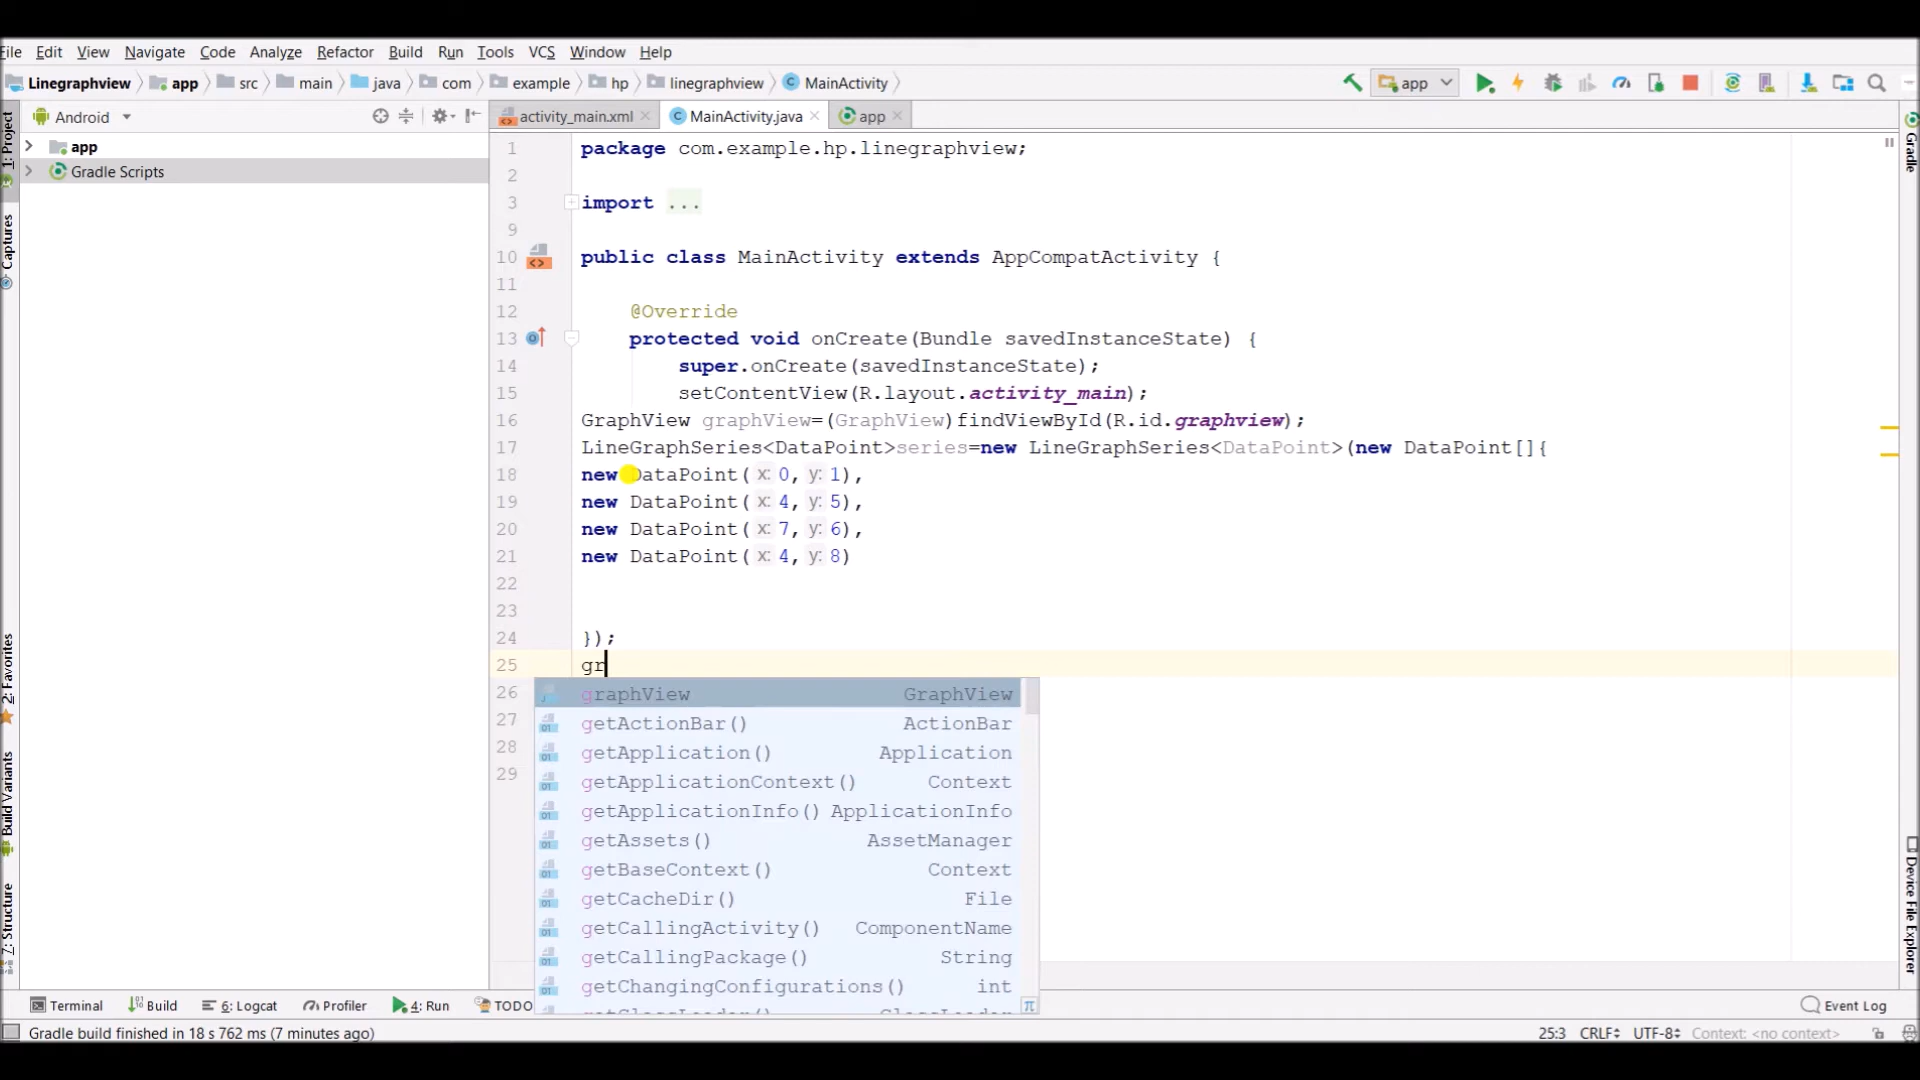 File Edit View Navigate Code Analyze Refactor Build Run Tools VCS Window Help
Linegraphview app src main java com example hp linegraphview MainActivity
app
Android
activity_main.xml MainActivity.java app
1: Project
Captures
2: Favorites
Build Variants
7: Structure
Gradle
Device File Explorer
app
Gradle Scripts
1 package com.example.hp.linegraphview;
2
3 import ...
9
10 public class MainActivity extends AppCompatActivity {
11
12 @Override
13 protected void onCreate(Bundle savedInstanceState) {
14 super.onCreate(savedInstanceState);
15 setContentView(R.layout.activity_main);
16 GraphView graphView=(GraphView)findViewById(R.id.graphview);
17 LineGraphSeries<DataPoint>series=new LineGraphSeries<DataPoint>(new DataPoint[]{
18 new DataPoint( x: 0, y: 1),
19 new DataPoint( x: 4, y: 5),
20 new DataPoint( x: 7, y: 6),
21 new DataPoint( x: 4, y: 8)
22
23
24 });
25 gr
26 graphView GraphView
getActionBar() ActionBar
27
28 getApplication() Application
29 getApplicationContext() Context
getApplicationInfo() ApplicationInfo
getAssets() AssetManager
getBaseContext() Context
getCacheDir() File
getCallingActivity() ComponentName
getCallingPackage() String
getChangingConfigurations() int
π
Terminal Build 6: Logcat Profiler 4: Run TODO
Event Log
Gradle build finished in 18 s 762 ms (7 minutes ago)
25:3 CRLF UTF-8 Context: <no context>